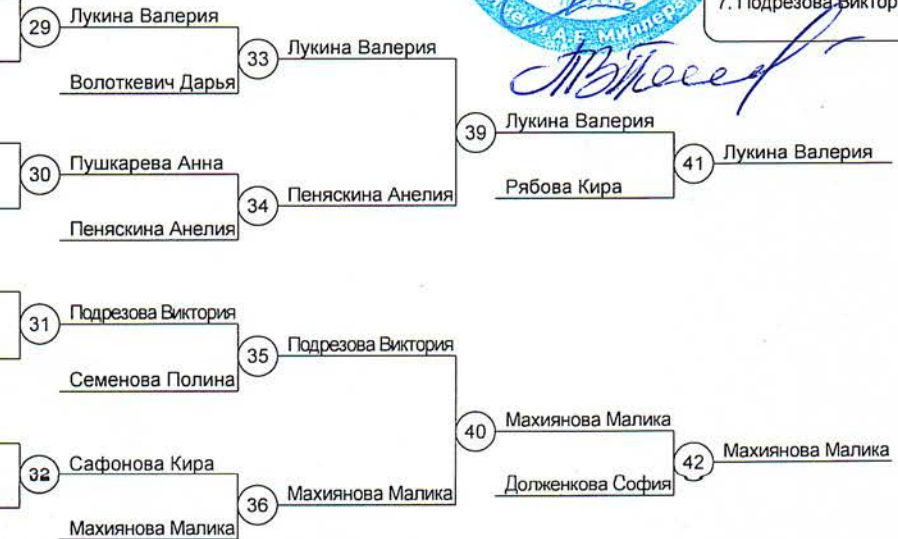 7. Подрезова Виктор
и А.Е. Миллера
29 Лукина Валерия
33 Лукина Валерия
Волоткевич Дарья
39 Лукина Валерия
41 Лукина Валерия
30 Пушкарева Анна
Рябова Кира
34 Пеняскина Анелия
Пеняскина Анелия
31 Подрезова Виктория
35 Подрезова Виктория
Семенова Полина
40 Махиянова Малика
42 Махиянова Малика
32 Сафонова Кира
Долженкова София
36 Махиянова Малика
Махиянова Малика